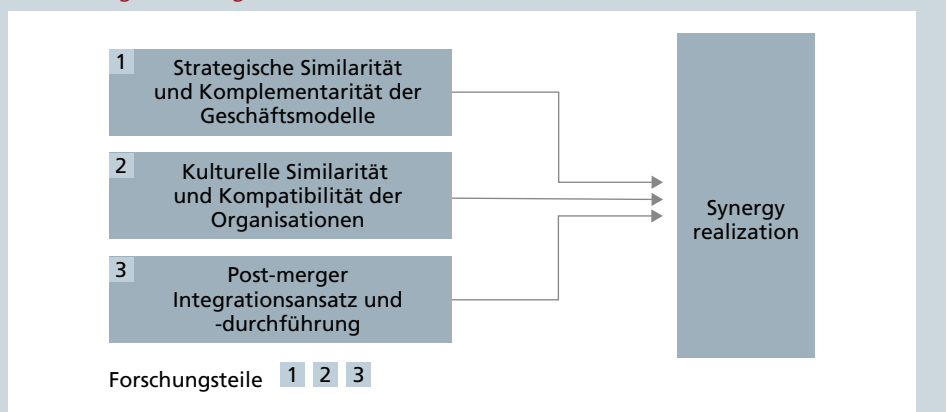 1
Strategische Similarität
und Komplementarität der
Geschäftsmodelle
2
Kulturelle Similarität
und Kompatibilität der
Organisationen
3
Post-merger
Integrationsansatz und
-durchführung
Synergy
realization
Forschungsteile 1 2 3